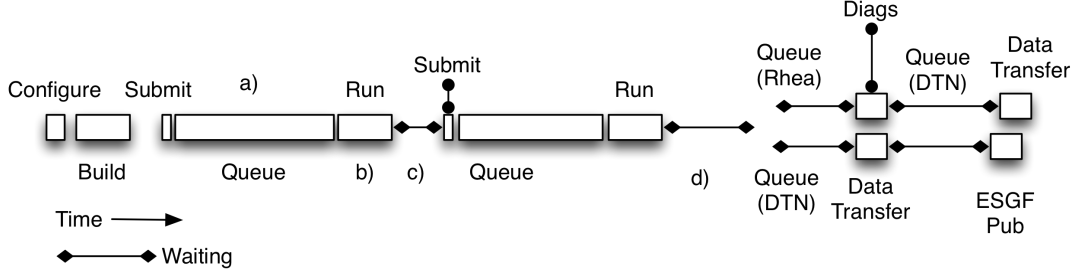 Diags
Queue
(Rhea)
Queue
(DTN)
Data
Transfer
Configure
Submit
a)
Run
Submit
Run
Build
Queue
b)
c)
Queue
d)
Queue
(DTN)
Data
Transfer
ESGF
Pub
Time
Waiting